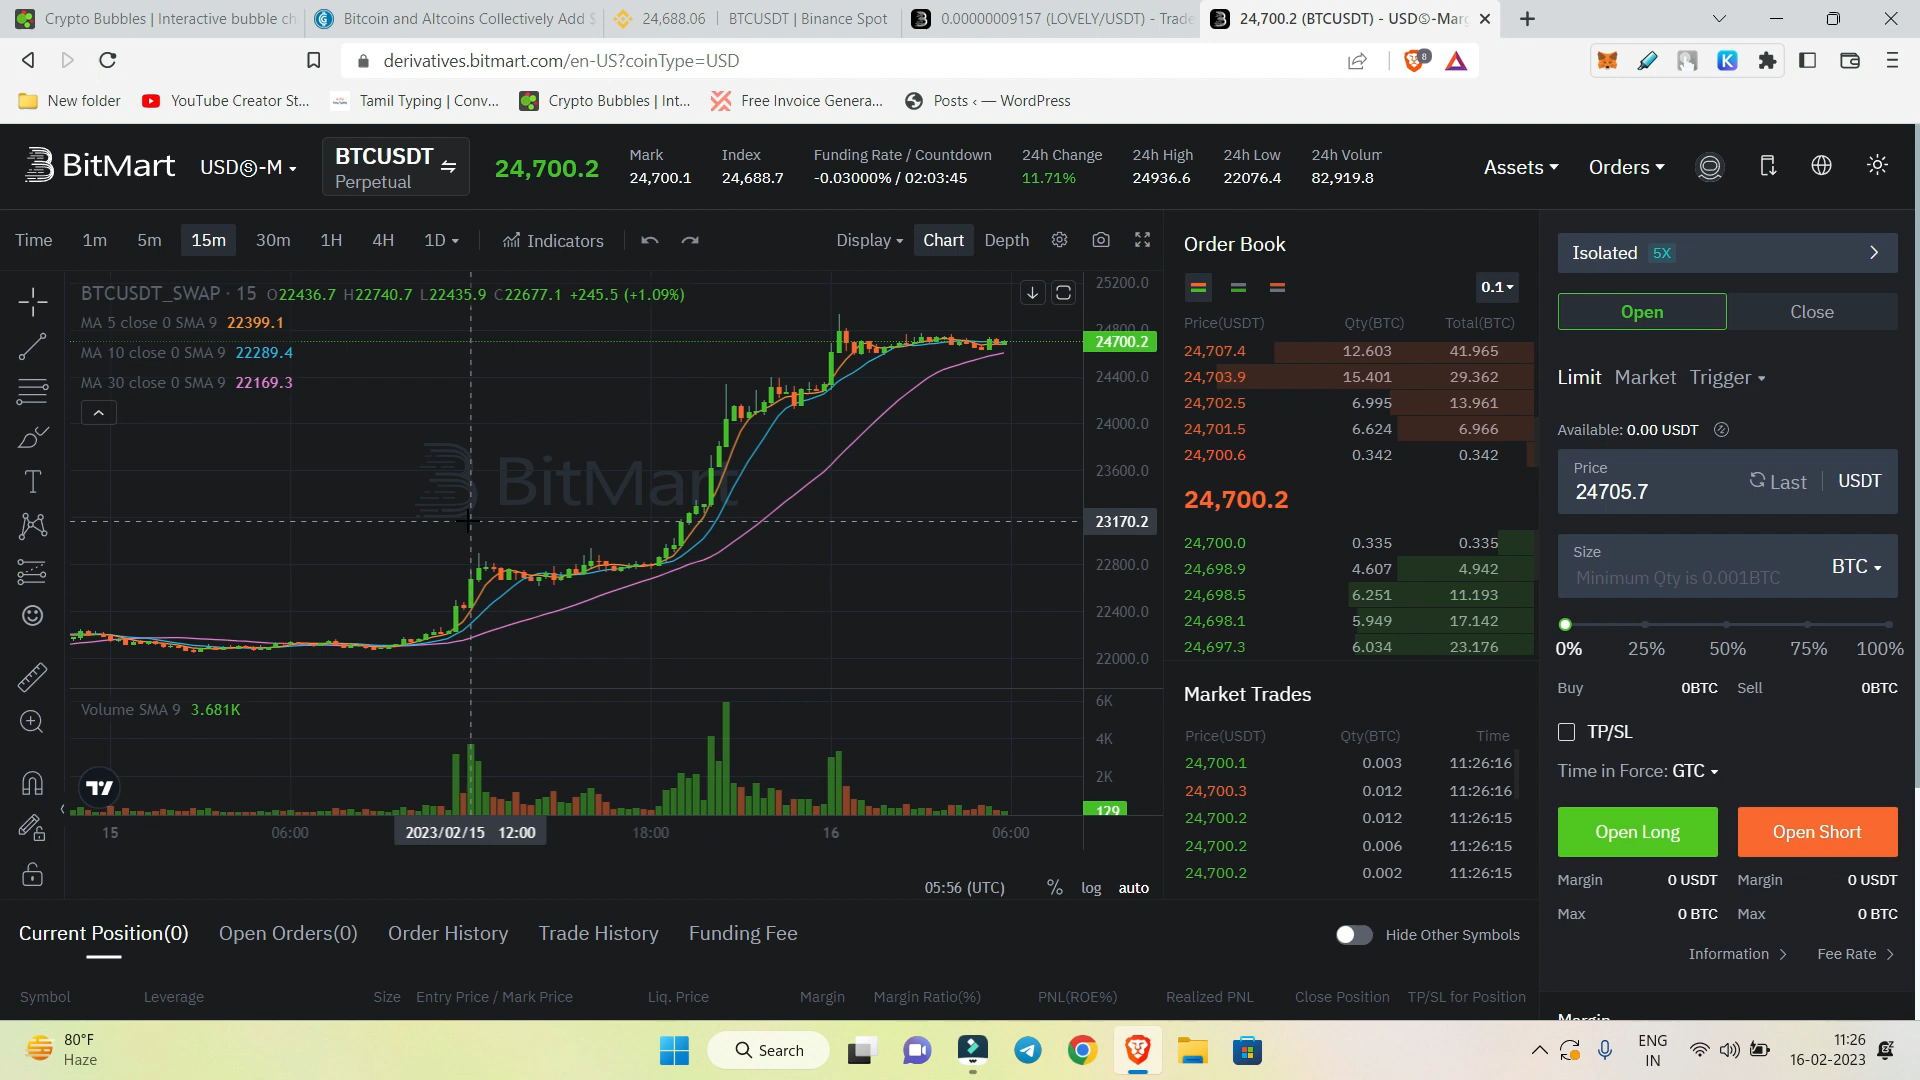 Crypto Bubbles | Interactive bubble ch
Bitcoin and Altcoins Collectively Add $
24,688.06 | BTCUSDT | Binance Spot
0.00000009157 (LOVELY/USDT) - Trade
24,700.2 (BTCUSDT) - USDⓈ-Marg
derivatives.bitmart.com/en-US?coinType=USD
8
New folder
YouTube Creator St...
Tamil Typing | Conv...
Crypto Bubbles | Int...
Free Invoice Genera...
Posts ‹ — WordPress
BitMart
USDⓈ-M
BTCUSDT
Perpetual
24,700.2
Mark
24,700.1
Index
24,688.7
Funding Rate / Countdown
-0.03000% / 02:03:45
24h Change
11.71%
24h High
24936.6
24h Low
22076.4
24h Volum
82,919.8
Assets
Orders
Time 1m 5m 15m 30m 1H 4H 1D
Indicators
Display
Chart
Depth
BTCUSDT_SWAP · 15 O22436.7 H22740.7 L22435.9 C22677.1 +245.5 (+1.09%)
MA 5 close 0 SMA 9 22399.1
MA 10 close 0 SMA 9 22289.4
MA 30 close 0 SMA 9 22169.3
BitMart
25200.0
24800.0
24700.2
24400.0
24000.0
23600.0
23170.2
22800.0
22400.0
22000.0
Volume SMA 9 3.681K
6K
4K
2K
129
15 06:00 2023/02/15 12:00 18:00 16 06:00
05:56 (UTC) % log auto
Order Book
0.1
Price(USDT) Qty(BTC) Total(BTC)
24,707.4 12.603 41.965
24,703.9 15.401 29.362
24,702.5 6.995 13.961
24,701.5 6.624 6.966
24,700.6 0.342 0.342
24,700.2
24,700.0 0.335 0.335
24,698.9 4.607 4.942
24,698.5 6.251 11.193
24,698.1 5.949 17.142
24,697.3 6.034 23.176
Market Trades
Price(USDT) Qty(BTC) Time
24,700.1 0.003 11:26:16
24,700.3 0.012 11:26:16
24,700.2 0.012 11:26:15
24,700.2 0.006 11:26:15
24,700.2 0.002 11:26:15
Isolated 5X
Open Close
Limit Market Trigger
Available: 0.00 USDT
Price
24705.7 Last USDT
Size
Minimum Qty is 0.001BTC BTC
0% 25% 50% 75% 100%
Buy 0BTC Sell 0BTC
TP/SL
Time in Force: GTC
Open Long Open Short
Margin 0 USDT Margin 0 USDT
Max 0 BTC Max 0 BTC
Information Fee Rate
Margin
Current Position(0) Open Orders(0) Order History Trade History Funding Fee
Hide Other Symbols
Symbol Leverage Size Entry Price / Mark Price Liq. Price Margin Margin Ratio(%) PNL(ROE%) Realized PNL Close Position TP/SL for Position
80°F
Haze
Search
ENG
IN
11:26
16-02-2023